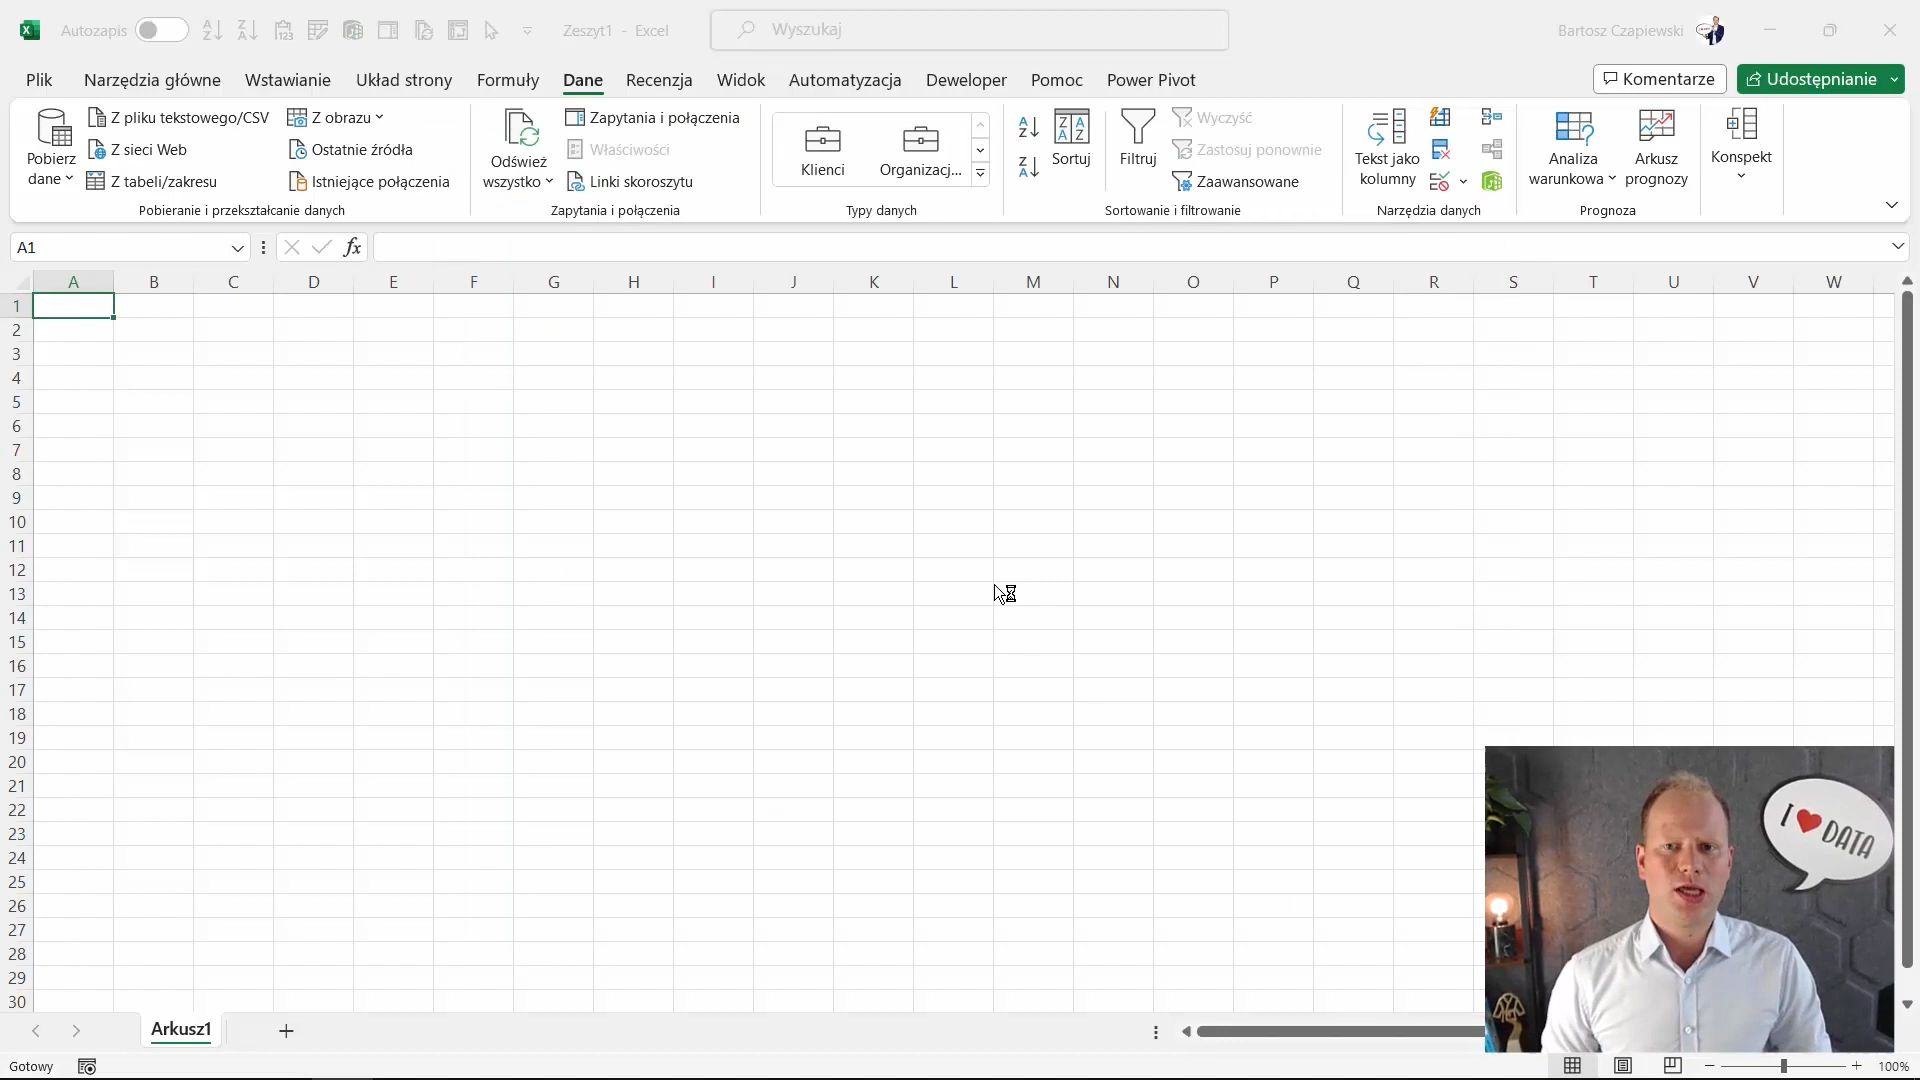 Autozapis
Zeszyt1 - Excel
Wyszukaj
Bartosz Czapiewski
Plik
Narzędzia główne
Wstawianie
Układ strony
Formuły
Dane
Recenzja
Widok
Automatyzacja
Deweloper
Pomoc
Power Pivot
Komentarze
Udostępnianie
Pobierz
dane
Z pliku tekstowego/CSV
Z sieci Web
Z tabeli/zakresu
Z obrazu
Ostatnie źródła
Istniejące połączenia
Pobieranie i przekształcanie danych
Odśwież
wszystko
Zapytania i połączenia
Właściwości
Linki skoroszytu
Zapytania i połączenia
Klienci
Organizacj...
Typy danych
Sortuj
Filtruj
Wyczyść
Zastosuj ponownie
Zaawansowane
Sortowanie i filtrowanie
Tekst jako
kolumny
Narzędzia danych
Analiza
warunkowa
Arkusz
prognozy
Prognoza
Konspekt
A1
fx
A B C D E F G H I J K L M N O P Q R S T U V W
1
2
3
4
5
6
7
8
9
10
11
12
13
14
15
16
17
18
19
20
21
22
23
24
25
26
27
28
29
30
I ❤ DATA
Arkusz1
Gotowy
100%